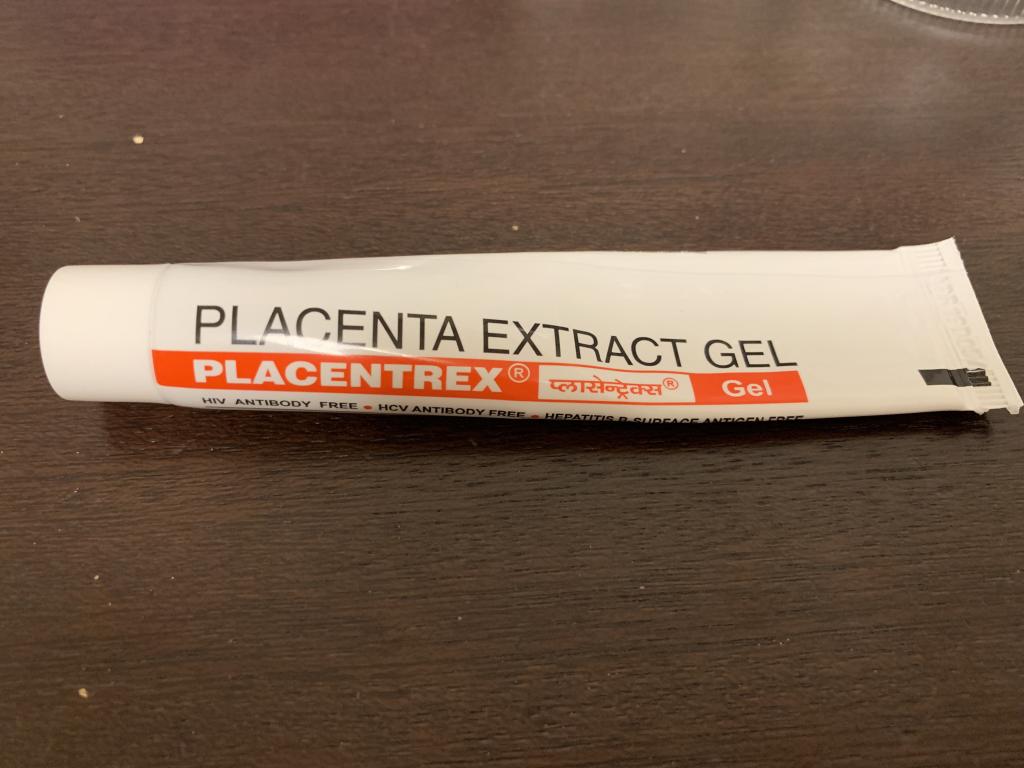 PLACENTA EXTRACT GEL
PLACENTREX® प्लासेन्ट्रेक्स® Gel
HIV ANTIBODY FREE • HCV ANTIBODY FREE • HEPATITIS B SURFACE ANTIGEN FREE